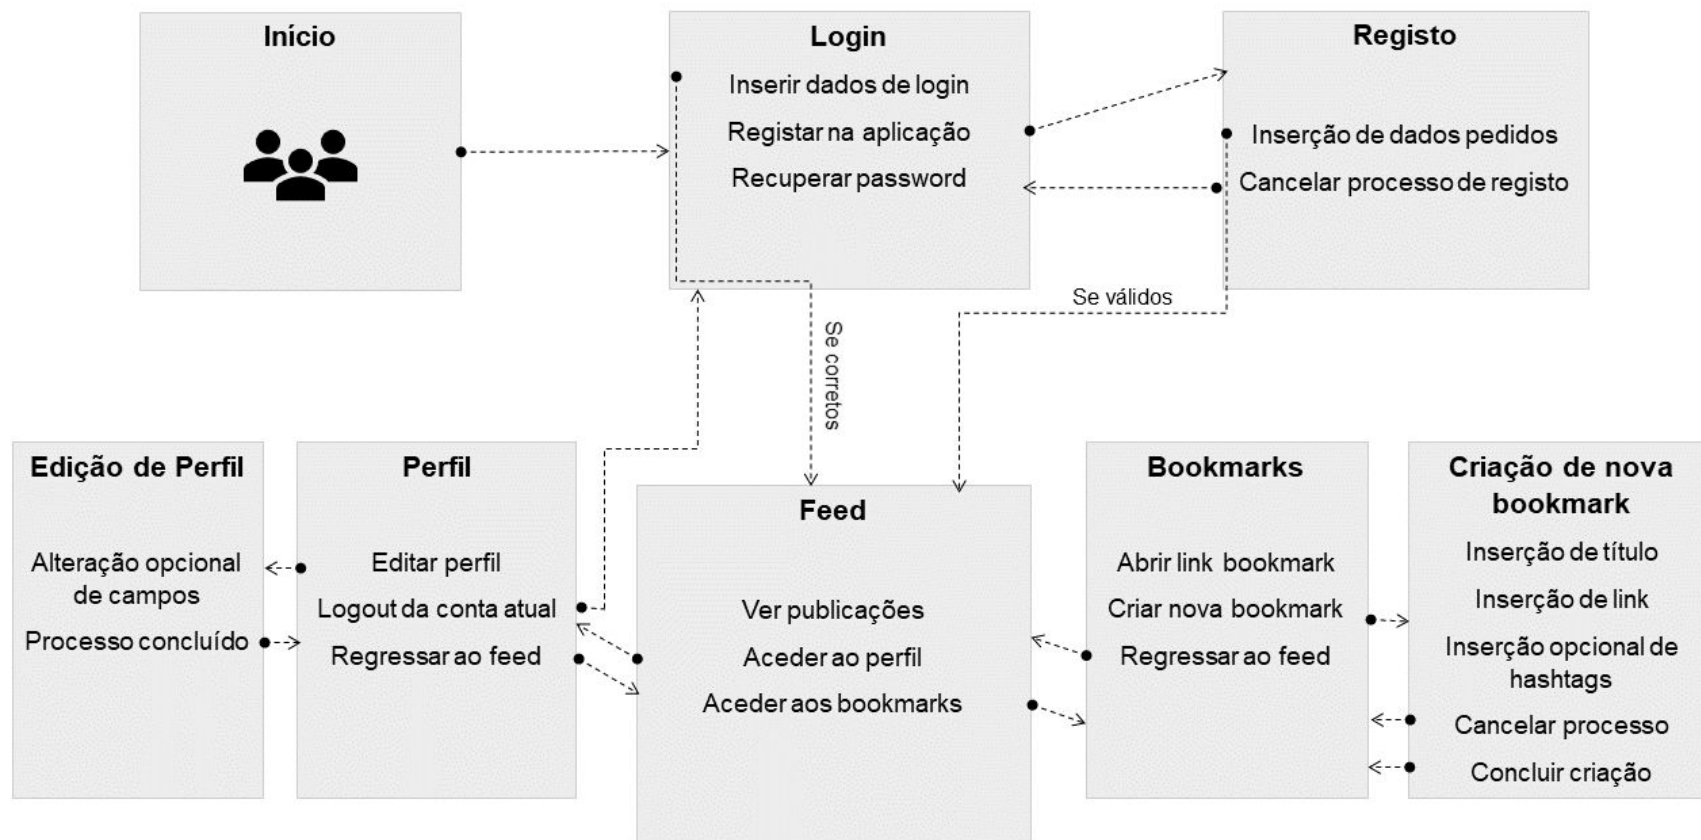 Início
Login
Inserir dados de login
Registar na aplicação
Recuperar password
Registo
Inserção de dados pedidos
Cancelar processo de registo
Se válidos
Se corretos
Edição de Perfil
Alteração opcional
de campos
Processo concluído
Perfil
Editar perfil
Logout da conta atual
Regressar ao feed
Feed
Ver publicações
Aceder ao perfil
Aceder aos bookmarks
Bookmarks
Abrir link bookmark
Criar nova bookmark
Regressar ao feed
Criação de nova
bookmark
Inserção de título
Inserção de link
Inserção opcional de
hashtags
Cancelar processo
Concluir criação